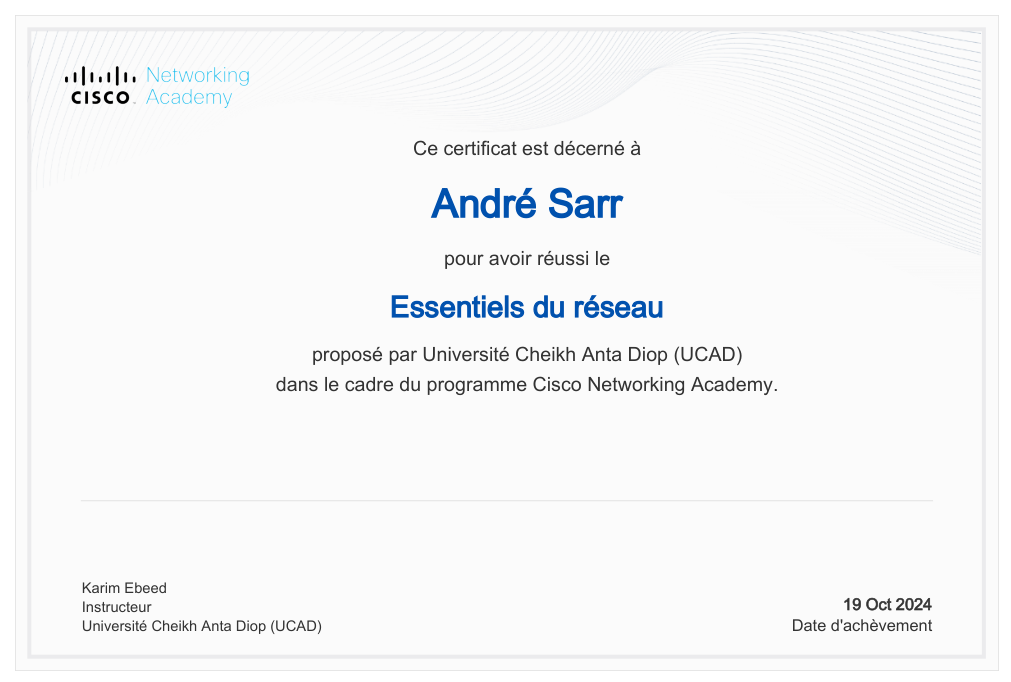 CISCO
Networking
Academy
Ce certificat est décerné à
André Sarr
pour avoir réussi le
Essentiels du réseau
proposé par Université Cheikh Anta Diop (UCAD)
dans le cadre du programme Cisco Networking Academy.
Karim Ebeed
Instructeur
Université Cheikh Anta Diop (UCAD)
19 Oct 2024
Date d'achèvement